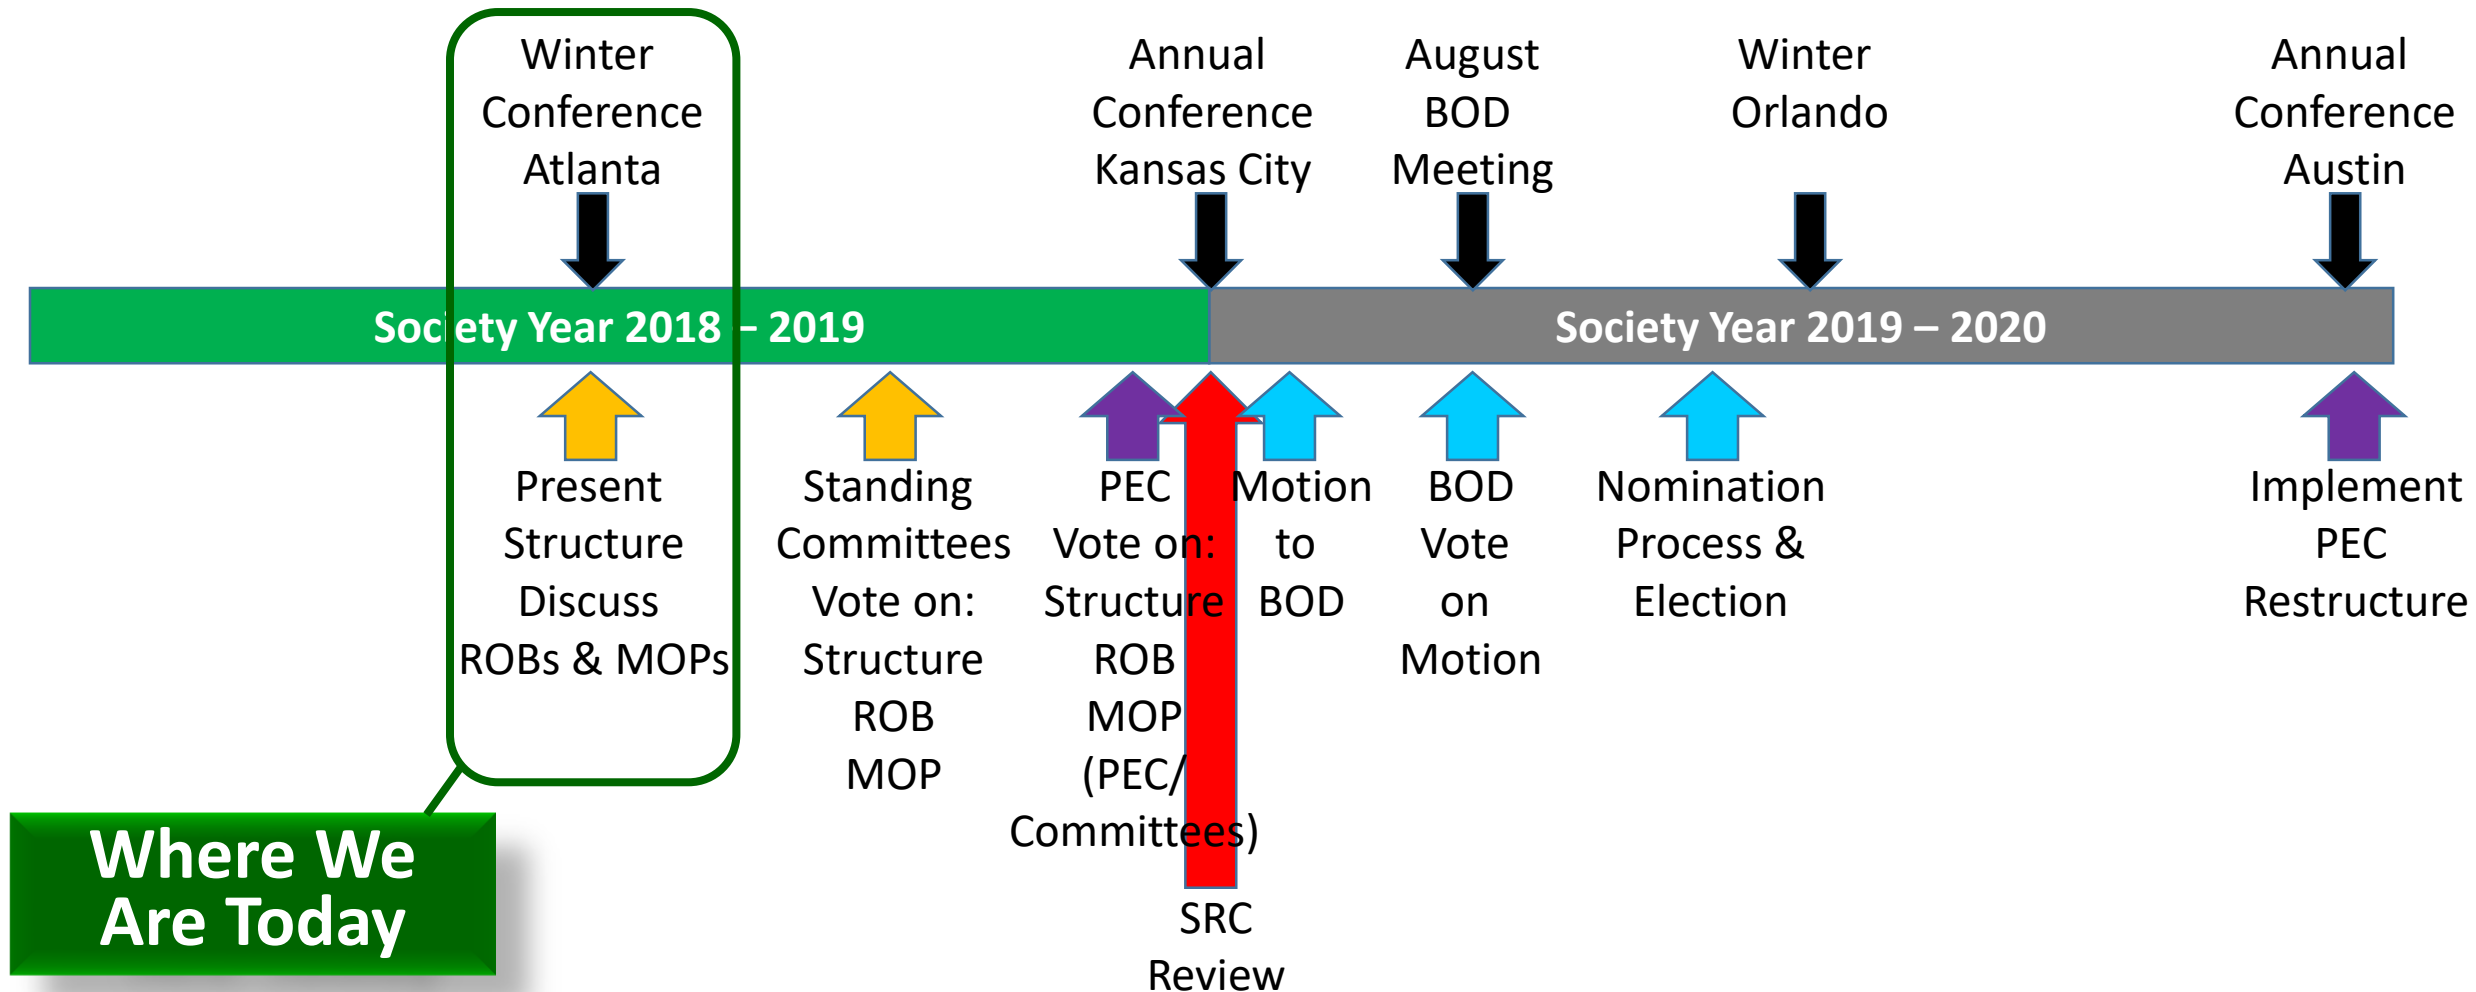 Winter
Conference
Atlanta
Annual
Conference
Kansas City
August
BOD
Meeting
Winter
Orlando
Annual
Conference
Austin
Society Year 2018 – 2019
Society Year 2019 – 2020
Present
Structure
Discuss
ROBs & MOPs
Standing
Committees
Vote on:
Structure
ROB
MOP
PEC
Vote on:
Structure
ROB
MOP
(PEC/
Committees)
SRC
Review
Motion
to
BOD
BOD
Vote
on
Motion
Nomination
Process &
Election
Implement
PEC
Restructure
Where We
Are Today